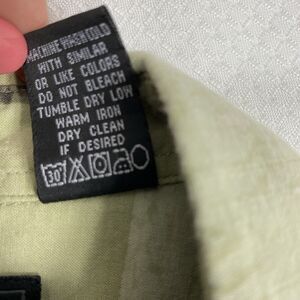 MACHINE WASH COLD
WITH SIMILAR
OR LIKE COLORS
DO NOT BLEACH
TUMBLE DRY LOW
WARM IRON
DRY CLEAN
IF DESIRED
30°